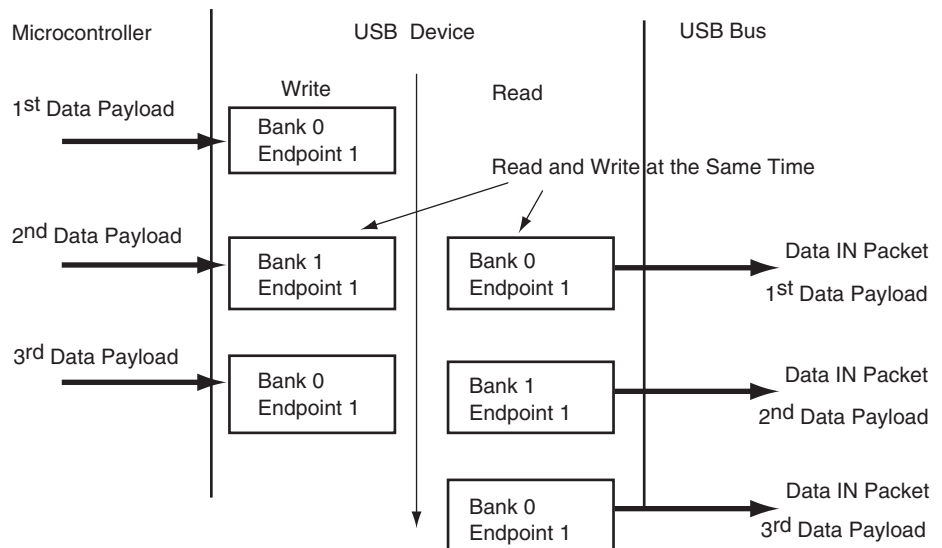 Microcontroller
USB Device
USB Bus
Write
Read
1st Data Payload
Bank 0
Endpoint 1
Read and Write at the Same Time
2nd Data Payload
Bank 1
Endpoint 1
Bank 0
Endpoint 1
Data IN Packet
1st Data Payload
3rd Data Payload
Bank 0
Endpoint 1
Bank 1
Endpoint 1
Data IN Packet
2nd Data Payload
Bank 0
Endpoint 1
Data IN Packet
3rd Data Payload